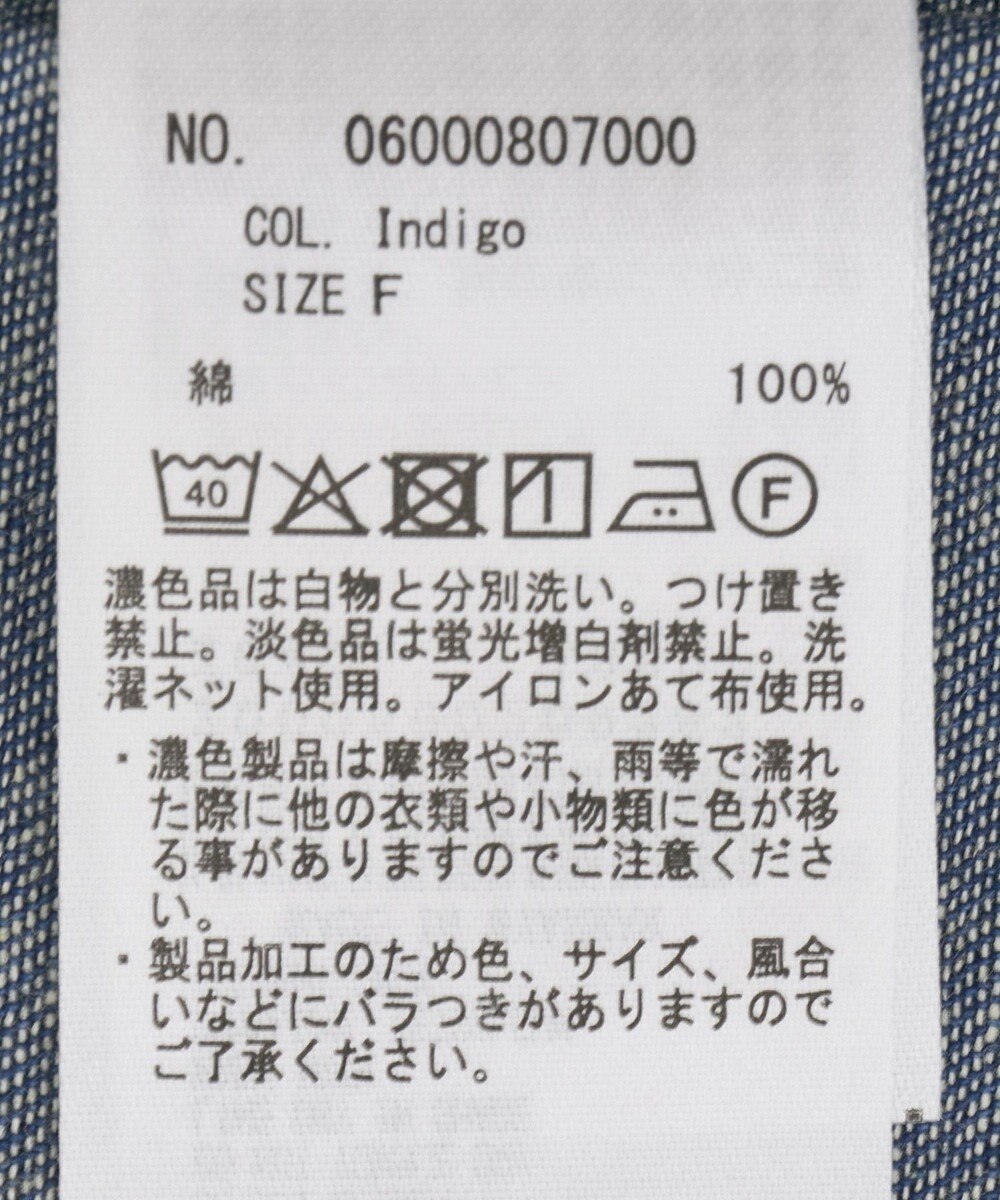 NO. 06000807000
COL. Indigo
SIZE F
綿 100%
40 F
濃色品は白物と分別洗い。つけ置き
禁止。淡色品は蛍光増白剤禁止。洗
濯ネット使用。アイロンあて布使用。
・濃色製品は摩擦や汗、雨等で濡れ
た際に他の衣類や小物類に色が移
る事がありますのでご注意くださ
い。
・製品加工のため色、サイズ、風合
いなどにバラつきがありますので
ご了承ください。